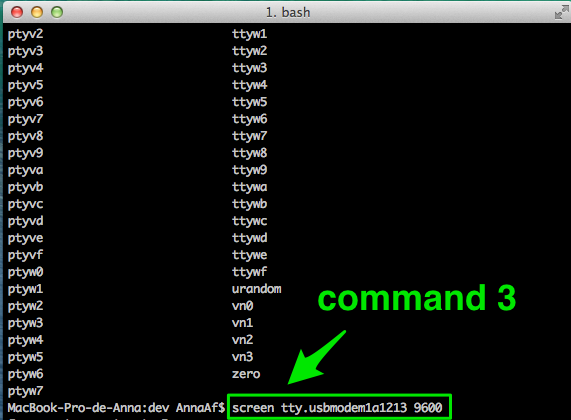 1. bash
ptyv2 ttyw1
ptyv3 ttyw2
ptyv4 ttyw3
ptyv5 ttyw4
ptyv6 ttyw5
ptyv7 ttyw6
ptyv8 ttyw7
ptyv9 ttyw8
ptyva ttyw9
ptyvb ttywa
ptyvc ttywb
ptyvd ttywc
ptyve ttywd
ptyvf ttywe
ptyw0 ttywf
ptyw1 urandom
ptyw2 vn0
ptyw3 vn1
ptyw4 vn2
ptyw5 vn3
ptyw6 zero
ptyw7
command 3
MacBook-Pro-de-Anna:dev AnnaAf$ screen tty.usbmodem1a1213 9600